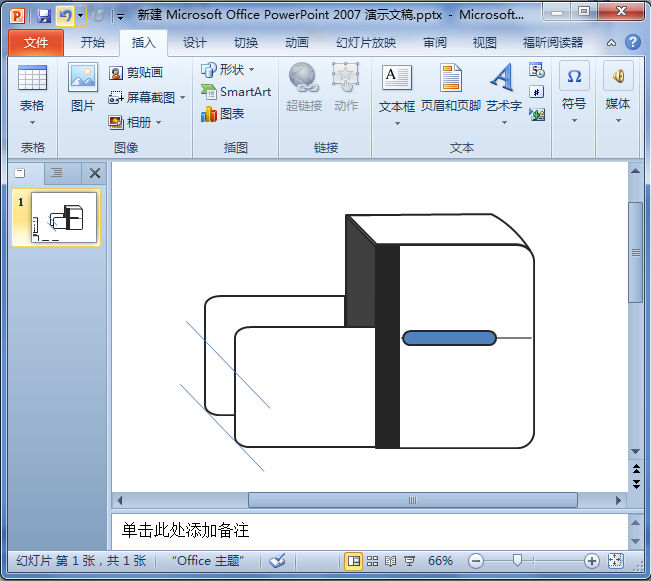 新建 Microsoft Office PowerPoint 2007 演示文稿.pptx - Microsoft...
文件 开始 插入 设计 切换 动画 幻灯片放映 审阅 视图 福昕阅读器
表格 图片 剪贴画 屏幕截图 相册 形状 SmartArt 图表 超链接 动作 文本框 页眉和页脚 艺术字 符号 媒体
表格 图像 插图 链接 文本
1
单击此处添加备注
幻灯片 第 1 张，共 1 张 "Office 主题" 66%